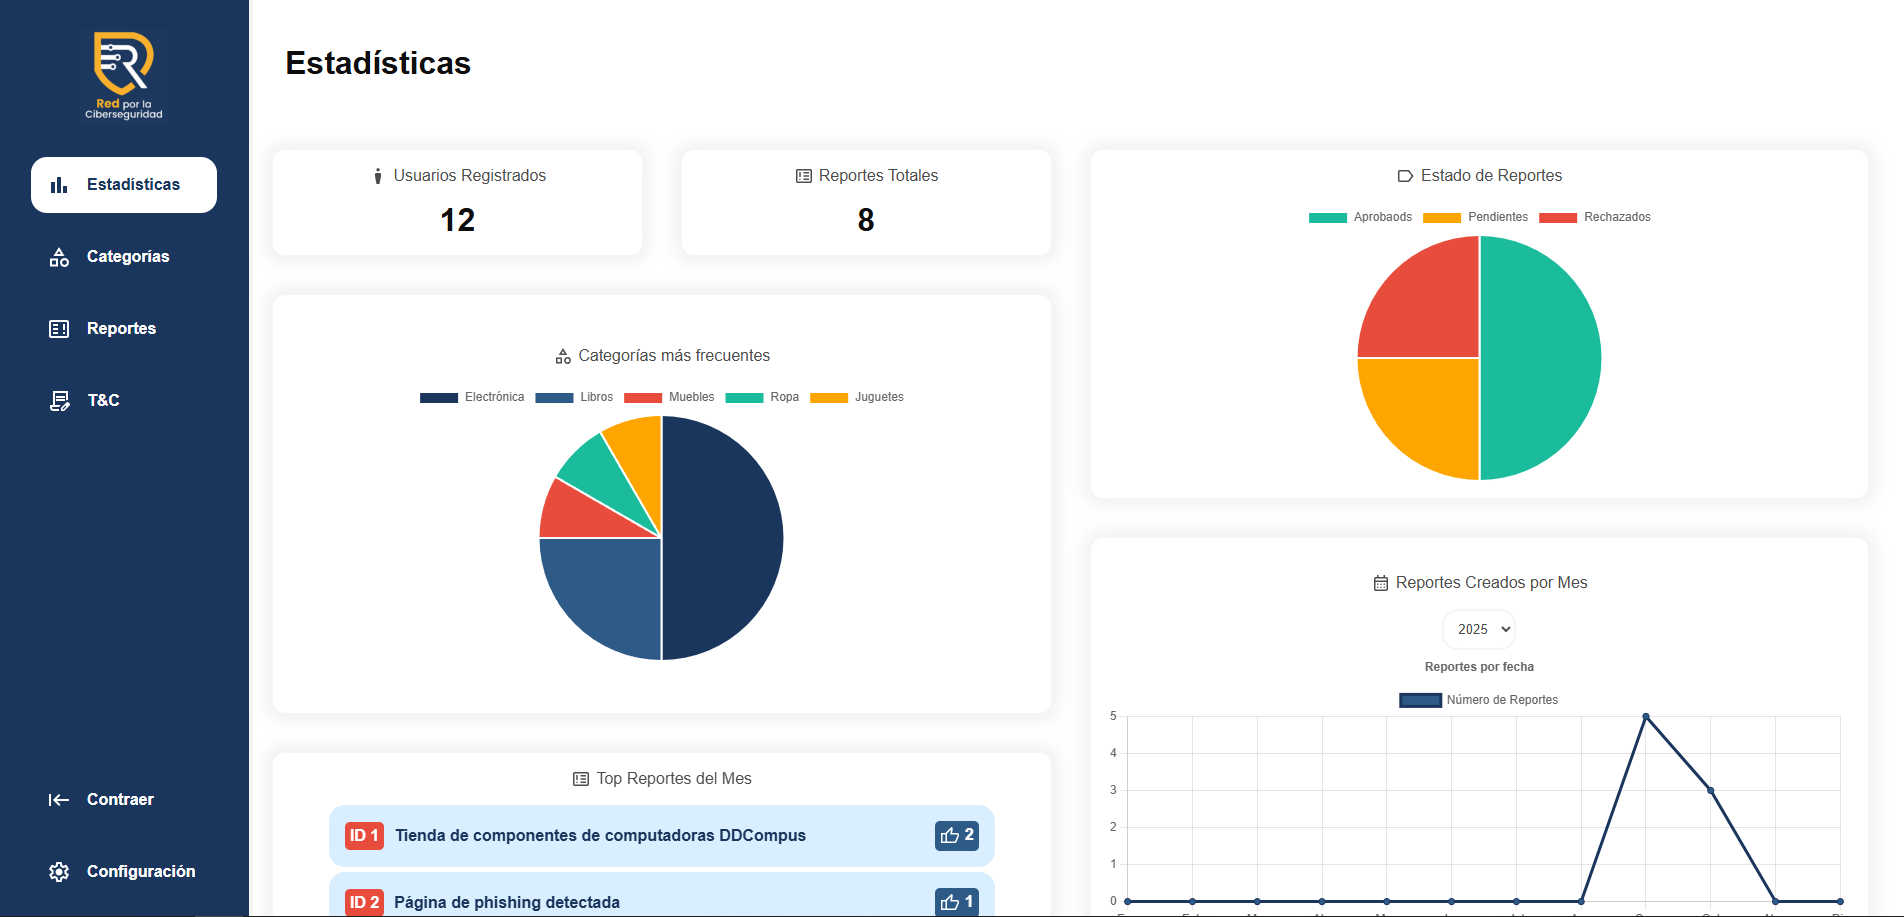 Red por la
Ciberseguridad
Estadísticas
Categorías
Reportes
T&C
Contraer
Configuración
Estadísticas
Usuarios Registrados
12
Reportes Totales
8
Estado de Reportes
Aprobaods Pendientes Rechazados
Categorías más frecuentes
Electrónica Libros Muebles Ropa Juguetes
Top Reportes del Mes
ID 1 Tienda de componentes de computadoras DDCompus 2
ID 2 Página de phishing detectada 1
Reportes Creados por Mes
2025
Reportes por fecha
Número de Reportes
5
4
3
2
1
0